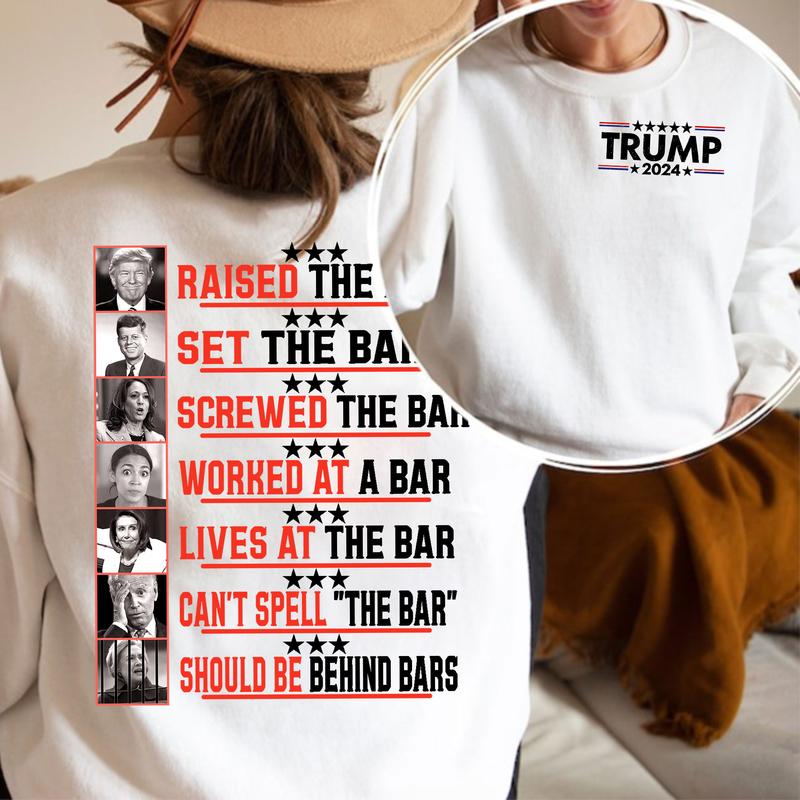 TRUMP
2024
RAISED THE
SET THE BAR
SCREWED THE BAR
WORKED AT A BAR
LIVES AT THE BAR
CAN'T SPELL "THE BAR"
SHOULD BE BEHIND BARS